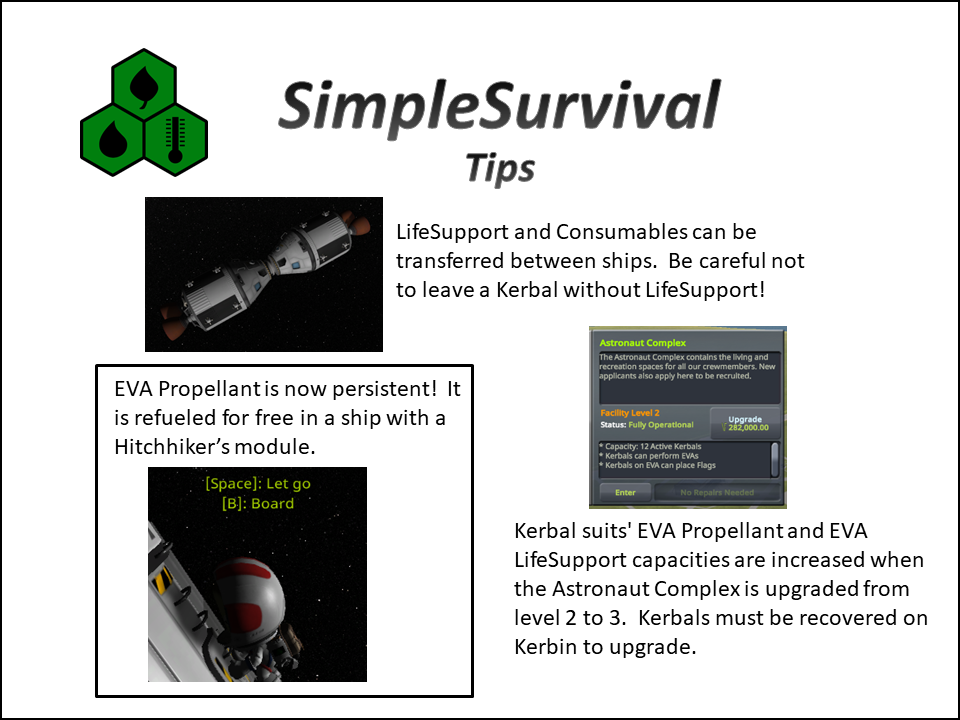 SimpleSurvival
Tips
LifeSupport and Consumables can be
transferred between ships.  Be careful not
to leave a Kerbal without LifeSupport!
EVA Propellant is now persistent!  It
is refueled for free in a ship with a
Hitchhiker’s module.
[Space]: Let go
[B]: Board
Astronaut Complex
The Astronaut Complex contains the living and
recreation spaces for all our crewmembers. New
applicants also apply here to be recruited.
Facility Level 2
Status: Fully Operational
Upgrade
282,000.00
* Capacity: 12 Active Kerbals
* Kerbals can perform EVAs
* Kerbals on EVA can place Flags
Enter
No Repairs Needed
Kerbal suits' EVA Propellant and EVA
LifeSupport capacities are increased when
the Astronaut Complex is upgraded from
level 2 to 3.  Kerbals must be recovered on
Kerbin to upgrade.